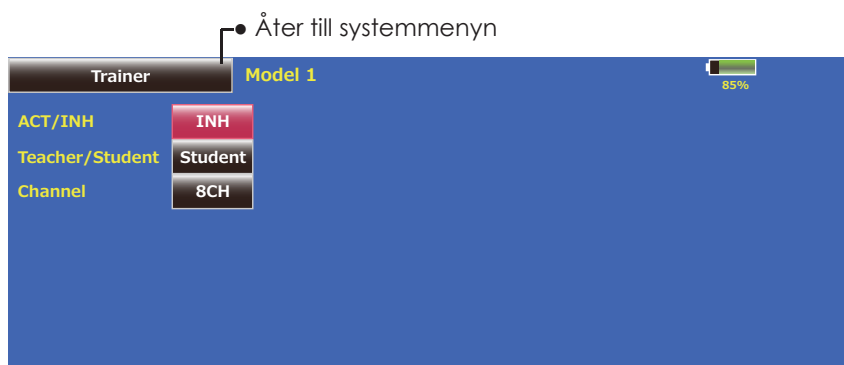 Åter till systemmenyn
Trainer Model 1 85%
ACT/INH INH
Teacher/Student Student
Channel 8CH